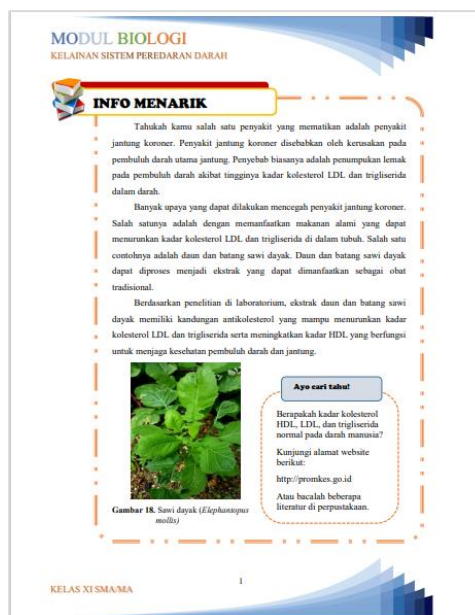 MODUL BIOLOGI
KELAINAN SISTEM PEREDARAN DARAH
INFO MENARIK
Tahukah kamu salah satu penyakit yang mematikan adalah penyakit
jantung koroner. Penyakit jantung koroner disebabkan oleh kerusakan pada
pembuluh darah utama jantung. Penyebab biasanya adalah penumpukan lemak
pada pembuluh darah akibat tingginya kadar kolesterol LDL dan trigliserida
dalam darah.
Banyak upaya yang dapat dilakukan mencegah penyakit jantung koroner.
Salah satunya adalah dengan memanfaatkan makanan alami yang dapat
menurunkan kadar kolesterol LDL dan trigliserida di dalam tubuh. Salah satu
contohnya adalah daun dan batang sawi dayak. Daun dan batang sawi dayak
dapat diproses menjadi ekstrak yang dapat dimanfaatkan sebagai obat
tradisional.
Berdasarkan penelitian di laboratorium, ekstrak daun dan batang sawi
dayak memiliki kandungan antikolesterol yang mampu menurunkan kadar
kolesterol LDL dan trigliserida serta meningkatkan kadar HDL yang berfungsi
untuk menjaga kesehatan pembuluh darah dan jantung.
Gambar 18. Sawi dayak (Elephantopus
mollis)
Ayo cari tahu!
Berapakah kadar kolesterol
HDL, LDL, dan trigliserida
normal pada darah manusia?
Kunjungi alamat website
berikut:
http://promkes.go.id
Atau bacalah beberapa
literatur di perpustakaan.
1
KELAS XI SMA/MA